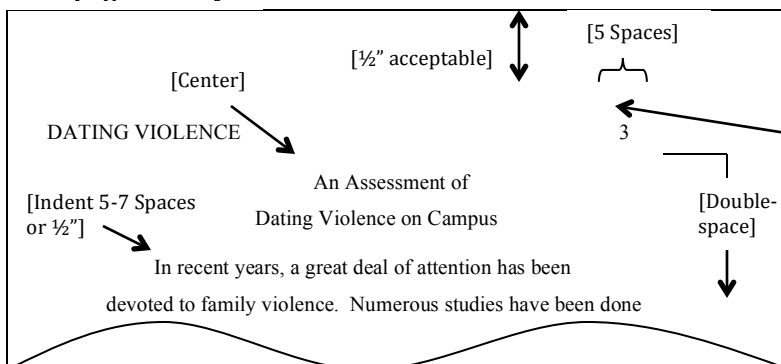 [5 Spaces]
[½” acceptable]
[Center]
DATING VIOLENCE 3
An Assessment of
[Indent 5-7 Spaces
or ½”]
[Double-
space]
Dating Violence on Campus
In recent years, a great deal of attention has been
devoted to family violence.  Numerous studies have been done